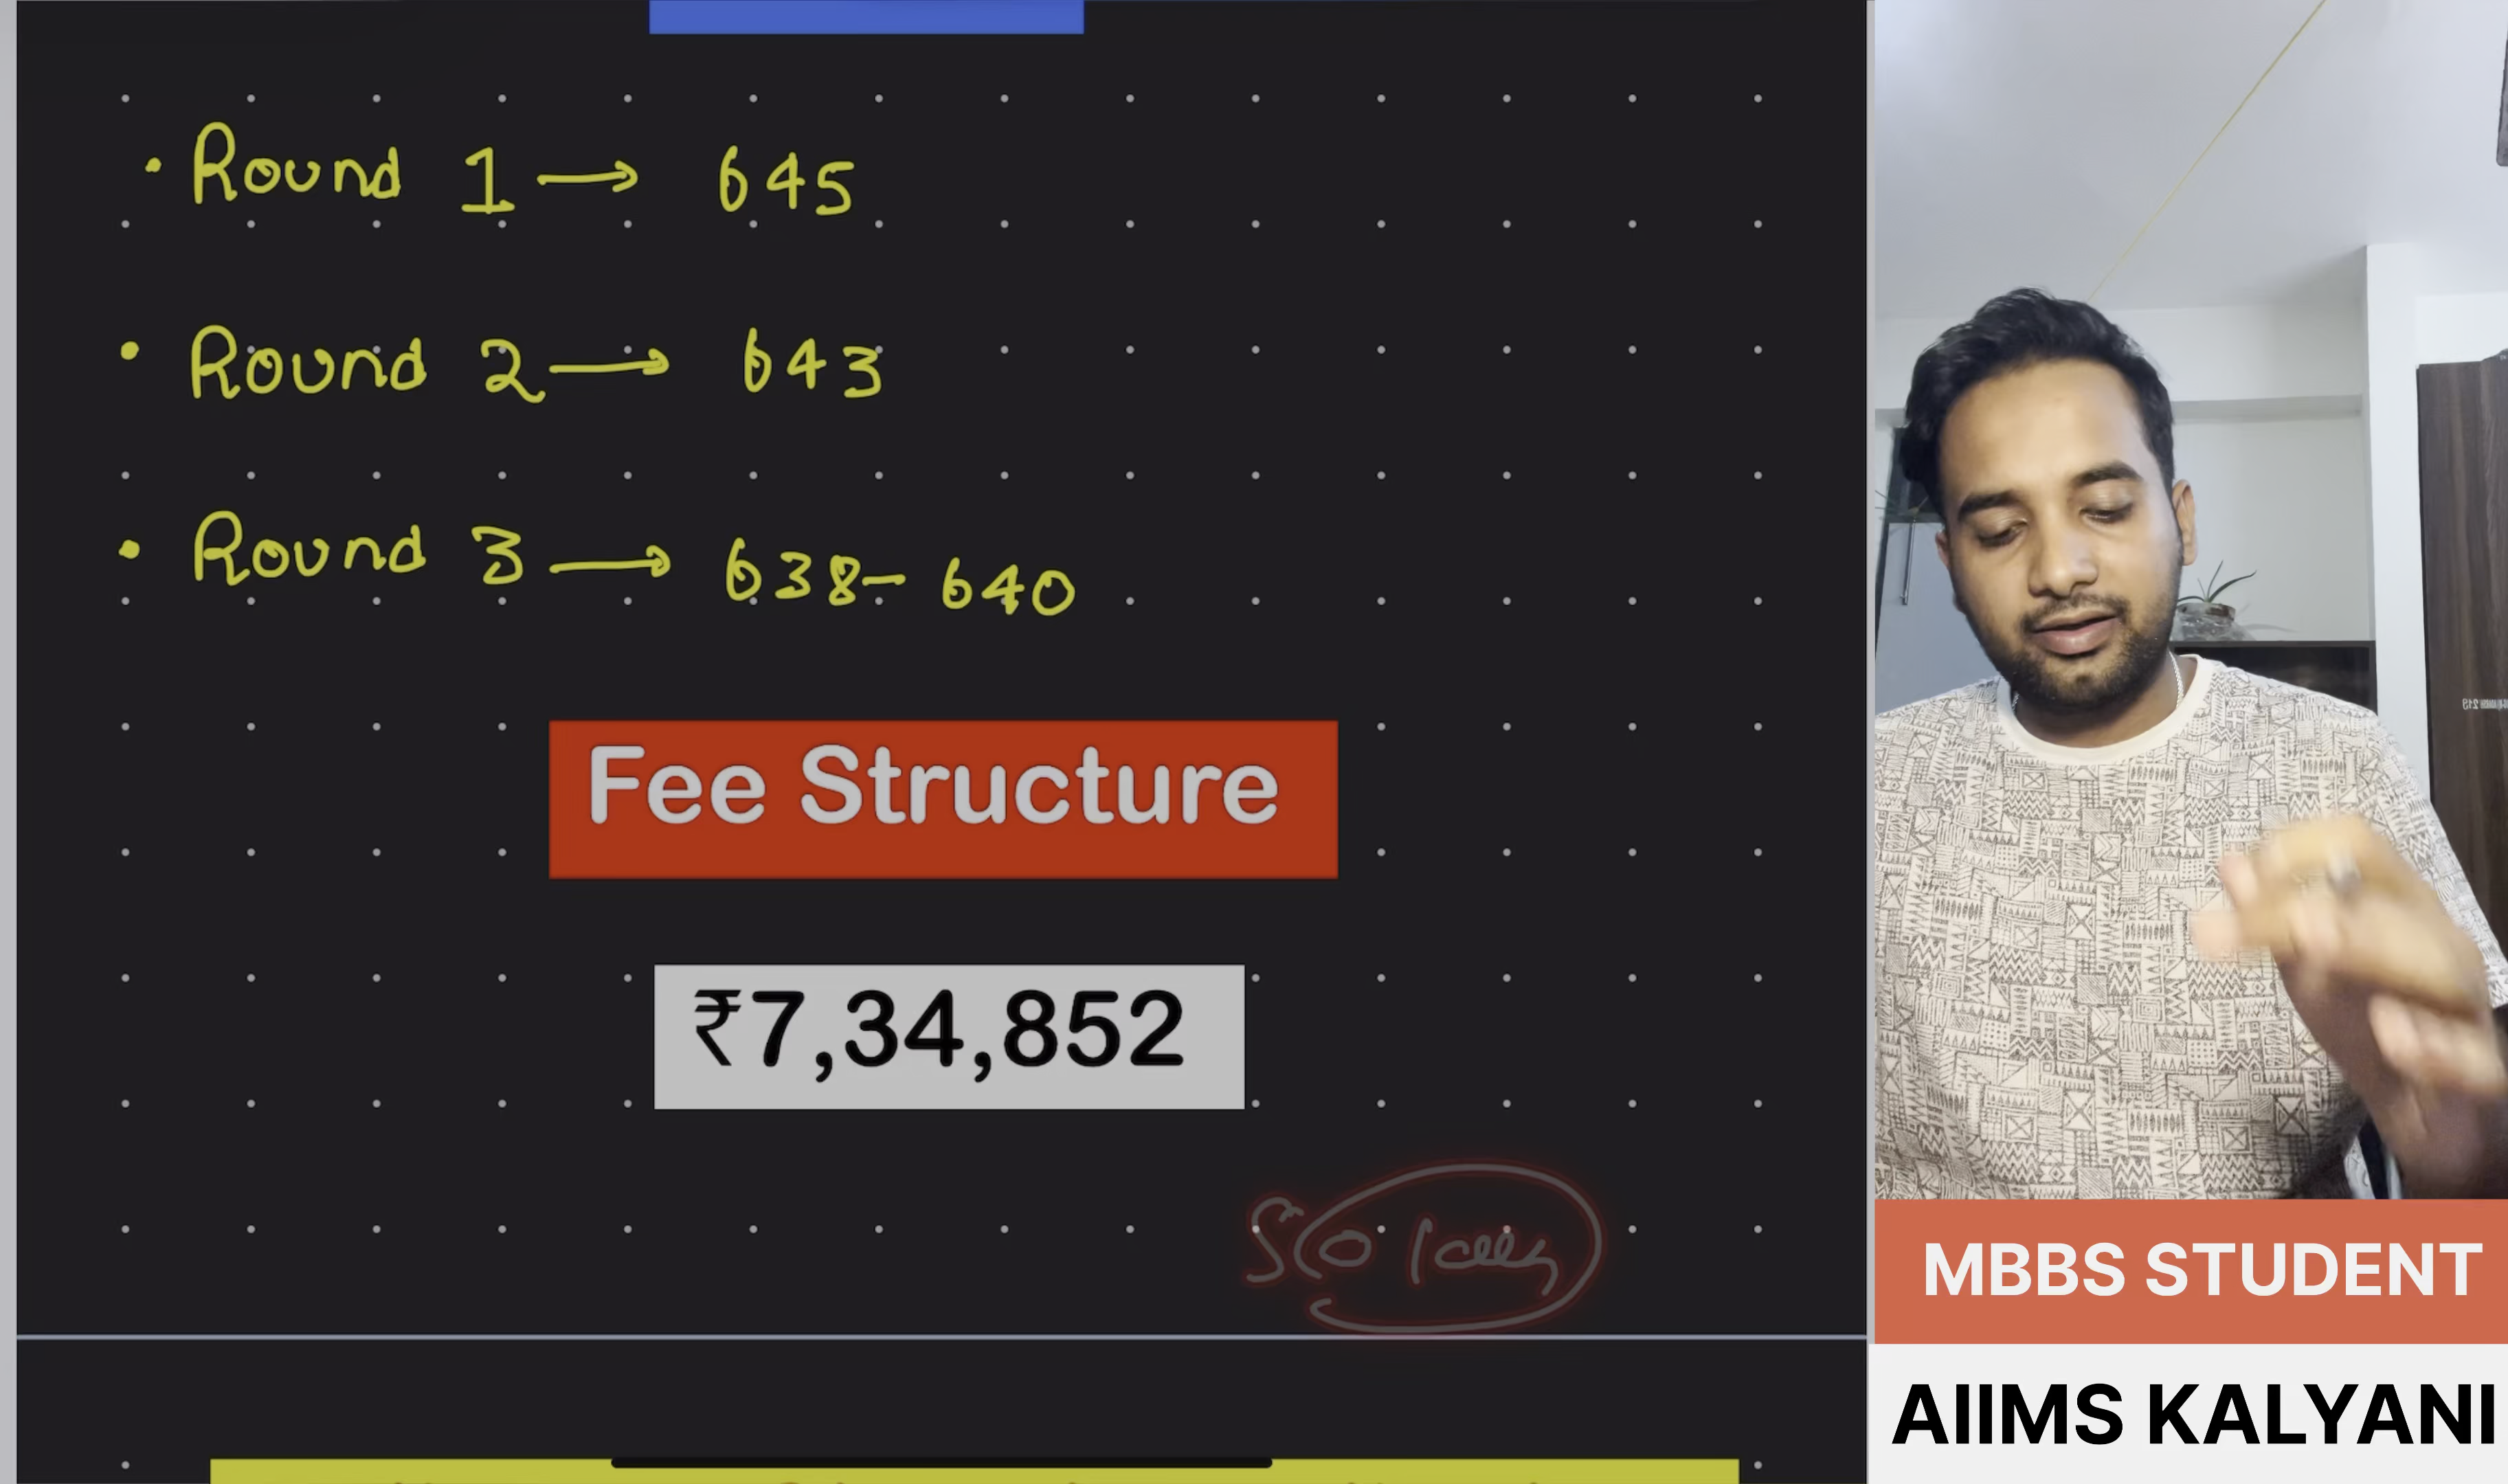 • Round 1 → 645
• Round 2 → 643
• Round 3 → 638- 640
Fee Structure
₹7,34,852
MBBS STUDENT
AIIMS KALYANI